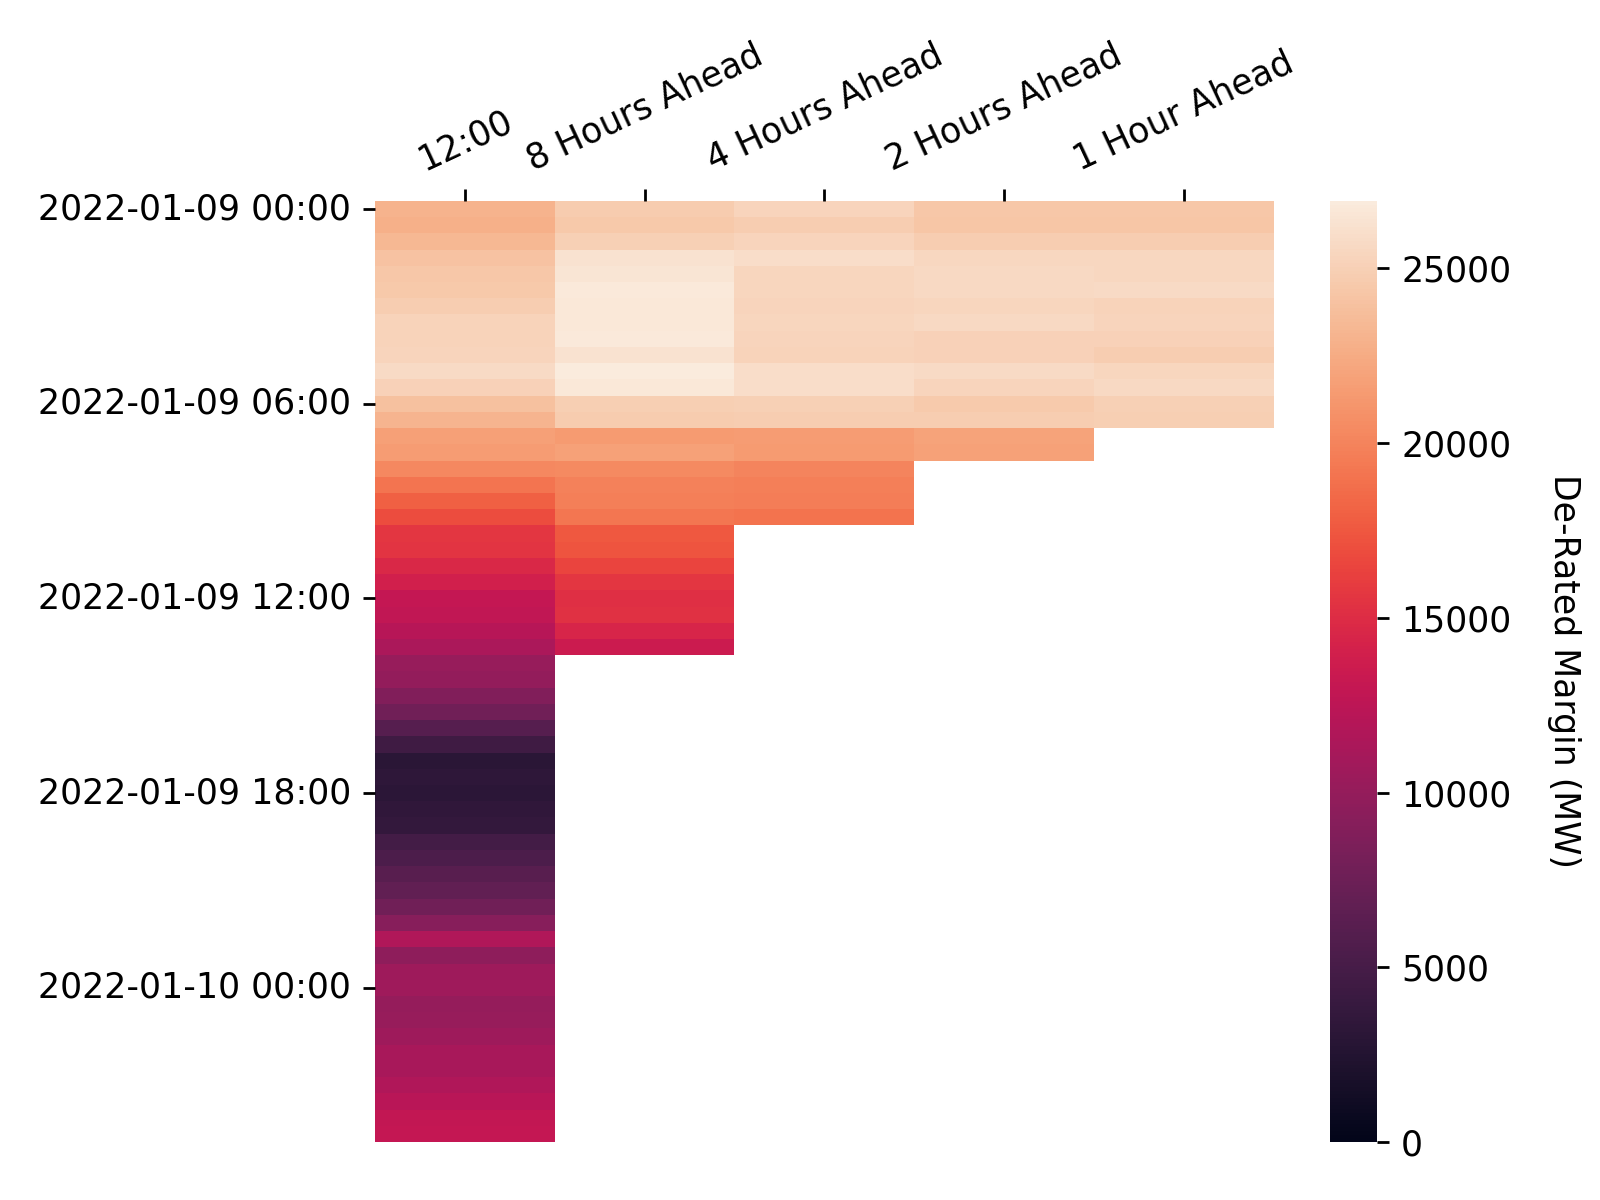 12:00
8 Hours Ahead
4 Hours Ahead
2 Hours Ahead
1 Hour Ahead
2022-01-09 00:00
2022-01-09 06:00
2022-01-09 12:00
2022-01-09 18:00
2022-01-10 00:00
25000
20000
15000
10000
5000
0
De-Rated Margin (MW)